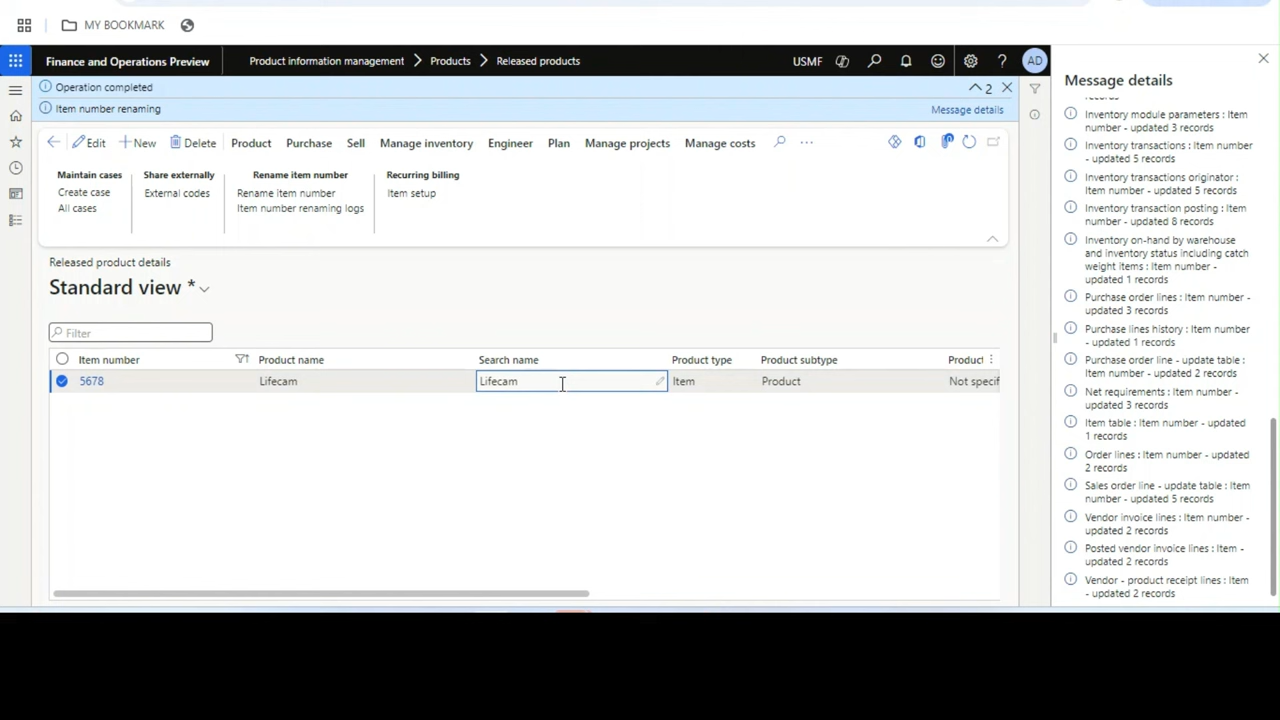 MY BOOKMARK
Finance and Operations Preview
Product information management
Products
Released products
USMF
AD
Operation completed
2
Item number renaming
Message details
Edit
New
Delete
Product
Purchase
Sell
Manage inventory
Engineer
Plan
Manage projects
Manage costs
Maintain cases
Create case
All cases
Share externally
External codes
Rename item number
Rename item number
Item number renaming logs
Recurring billing
Item setup
Released product details
Standard view *
Filter
Item number
Product name
Search name
Product type
Product subtype
Product
5678
Lifecam
Lifecam
Item
Product
Not specif
Message details
records
Inventory module parameters : Item
number - updated 3 records
Inventory transactions : Item number
- updated 5 records
Inventory transactions originator
: Item number - updated 5 records
Inventory transaction posting : Item
number - updated 8 records
Inventory on-hand by warehouse
and inventory status including catch
weight items : Item number -
updated 1 records
Purchase order lines : Item number -
updated 3 records
Purchase lines history : Item number
- updated 1 records
Purchase order line - update table :
Item number - updated 2 records
Net requirements : Item number -
updated 3 records
Item table : Item number - updated
1 records
Order lines : Item number - updated
2 records
Sales order line - update table : Item
number - updated 5 records
Vendor invoice lines : Item number -
updated 2 records
Posted vendor invoice lines : Item -
updated 2 records
Vendor - product receipt lines : Item
- updated 2 records